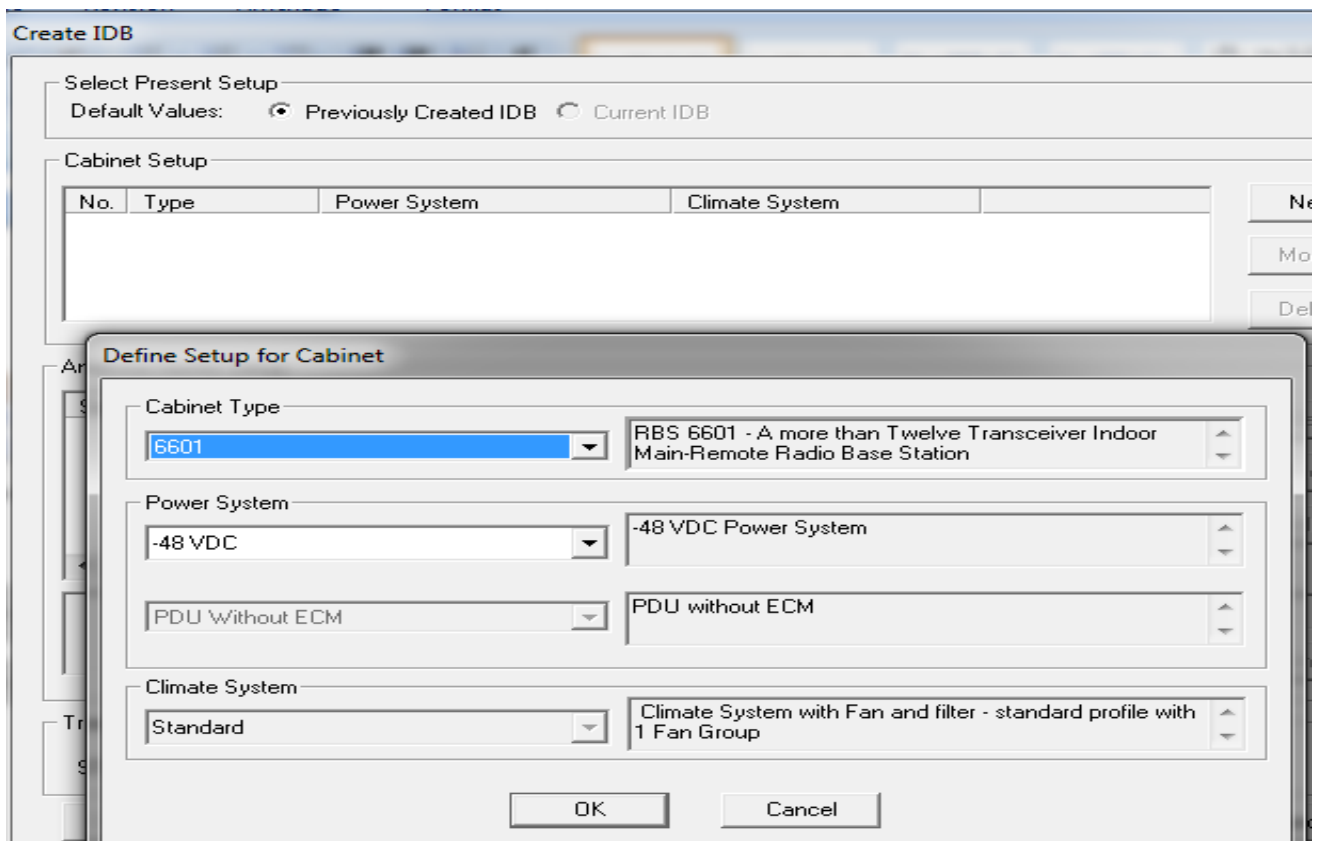 Create IDB
Select Present Setup
Default Values: Previously Created IDB Current IDB
Cabinet Setup
No. Type Power System Climate System
Define Setup for Cabinet
Cabinet Type
6601
RBS 6601 - A more than Twelve Transceiver Indoor
Main-Remote Radio Base Station
Power System
-48 VDC
-48 VDC Power System
PDU Without ECM
PDU without ECM
Climate System
Standard
Climate System with Fan and filter - standard profile with
1 Fan Group
OK Cancel